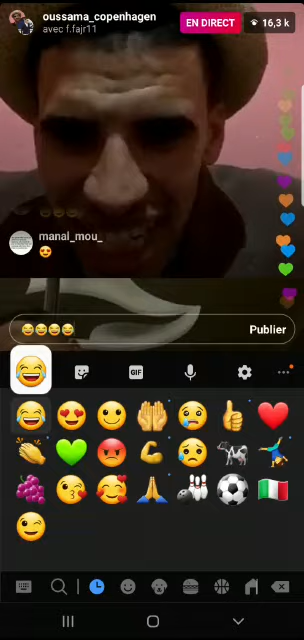 oussama_copenhagen
avec f.fajr11
EN DIRECT
16,3 k
manal_mou_
😍
😂😂😂😂
Publier
GIF